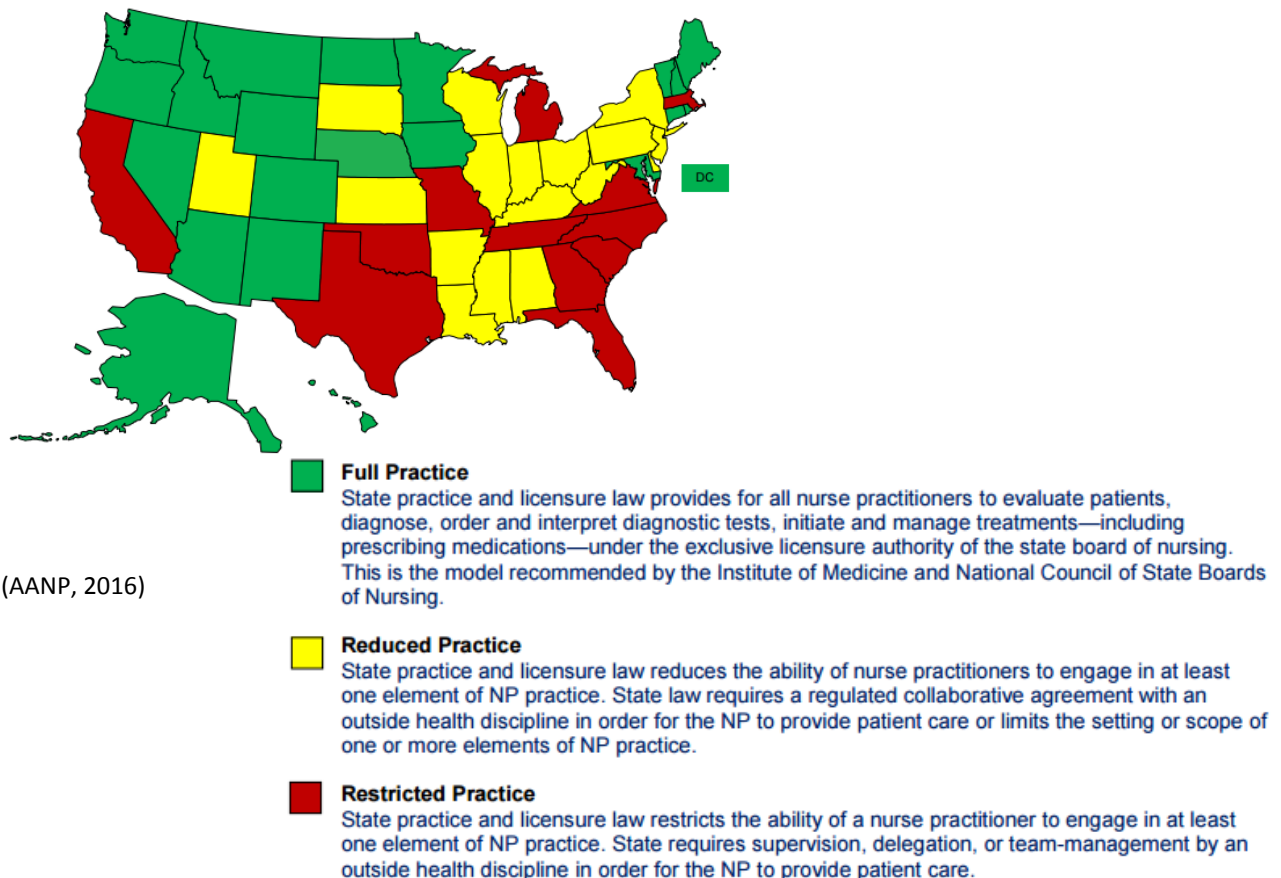 DC
Full Practice
State practice and licensure law provides for all nurse practitioners to evaluate patients,
diagnose, order and interpret diagnostic tests, initiate and manage treatments—including
prescribing medications—under the exclusive licensure authority of the state board of nursing.
This is the model recommended by the Institute of Medicine and National Council of State Boards
of Nursing.
(AANP, 2016)
Reduced Practice
State practice and licensure law reduces the ability of nurse practitioners to engage in at least
one element of NP practice. State law requires a regulated collaborative agreement with an
outside health discipline in order for the NP to provide patient care or limits the setting or scope of
one or more elements of NP practice.
Restricted Practice
State practice and licensure law restricts the ability of a nurse practitioner to engage in at least
one element of NP practice. State requires supervision, delegation, or team-management by an
outside health discipline in order for the NP to provide patient care.